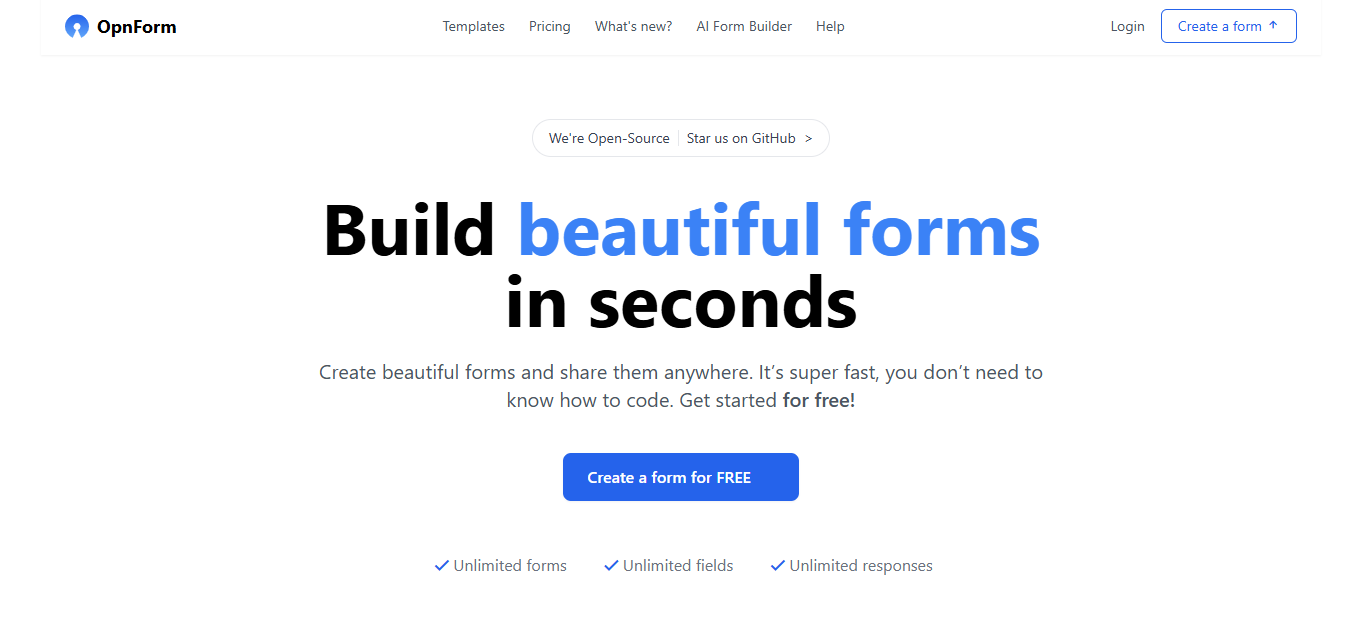 OpnForm
Templates Pricing What's new? AI Form Builder Help
Login Create a form ↑
We're Open-Source Star us on GitHub >
Build beautiful forms
in seconds
Create beautiful forms and share them anywhere. It’s super fast, you don’t need to
know how to code. Get started for free!
Create a form for FREE
Unlimited forms Unlimited fields Unlimited responses